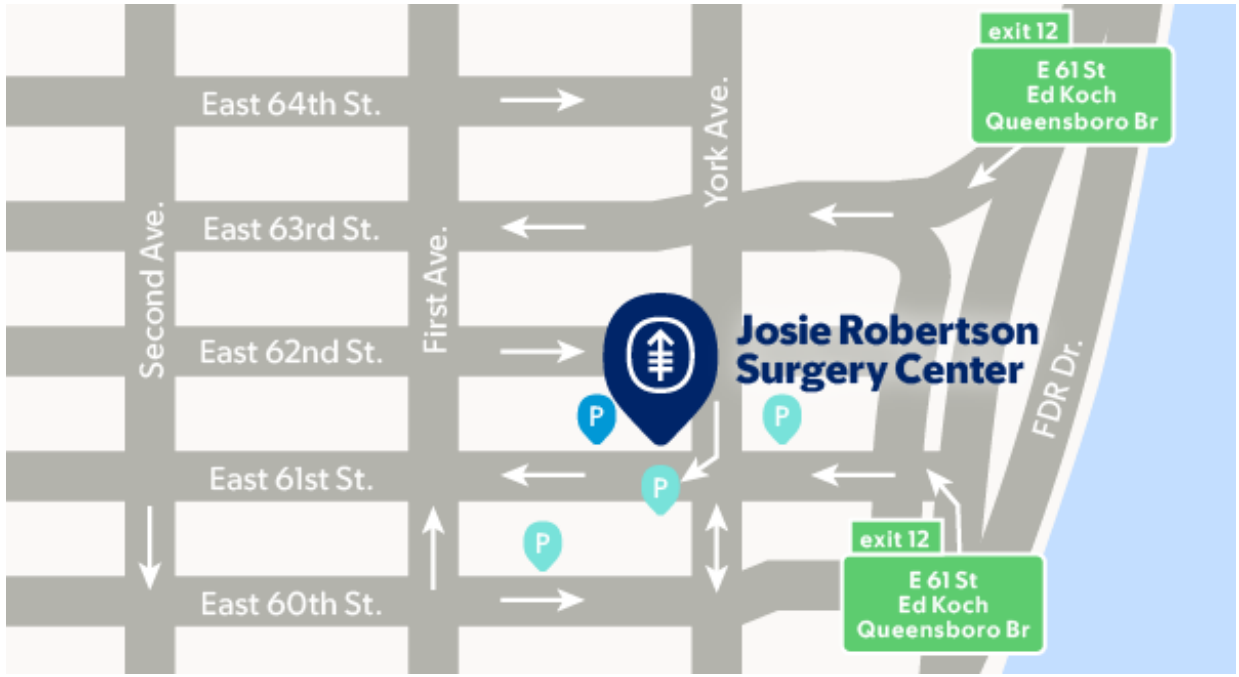 exit 12
E 61 St
Ed Koch
Queensboro Br
East 64th St.
York Ave.
East 63rd St.
Second Ave.
First Ave.
Josie Robertson
Surgery Center
East 62nd St.
FDR Dr.
P
P
East 61st St.
P
P
exit 12
E 61 St
Ed Koch
Queensboro Br
East 60th St.